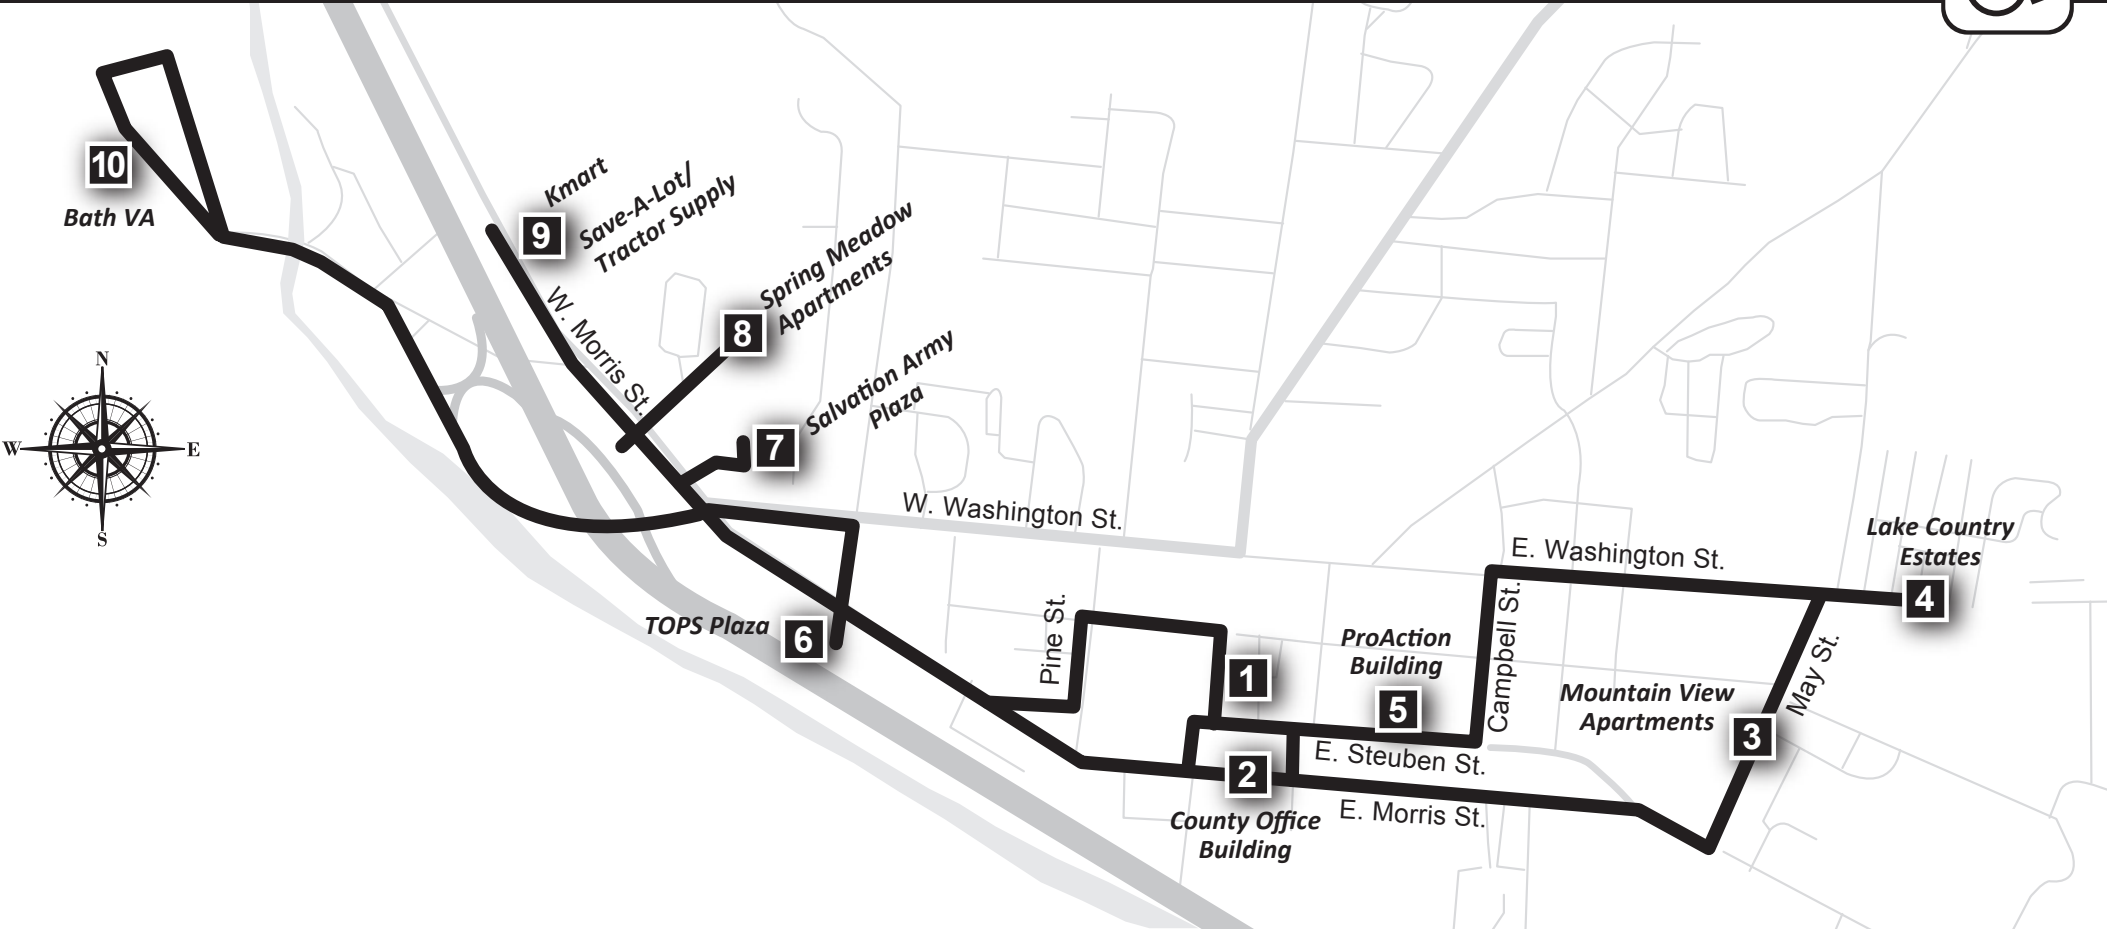 10
Bath VA
9
Kmart
Save-A-Lot/
Tractor Supply
W. Morris St.
8
Spring Meadow
Apartments
7
Salvation Army
Plaza
N
W
E
S
W. Washington St.
TOPS Plaza
6
Pine St.
1
2
County Office
Building
ProAction
Building
5
E. Steuben St.
E. Morris St.
Campbell St.
E. Washington St.
Mountain View
Apartments
3
May St.
Lake Country
Estates
4